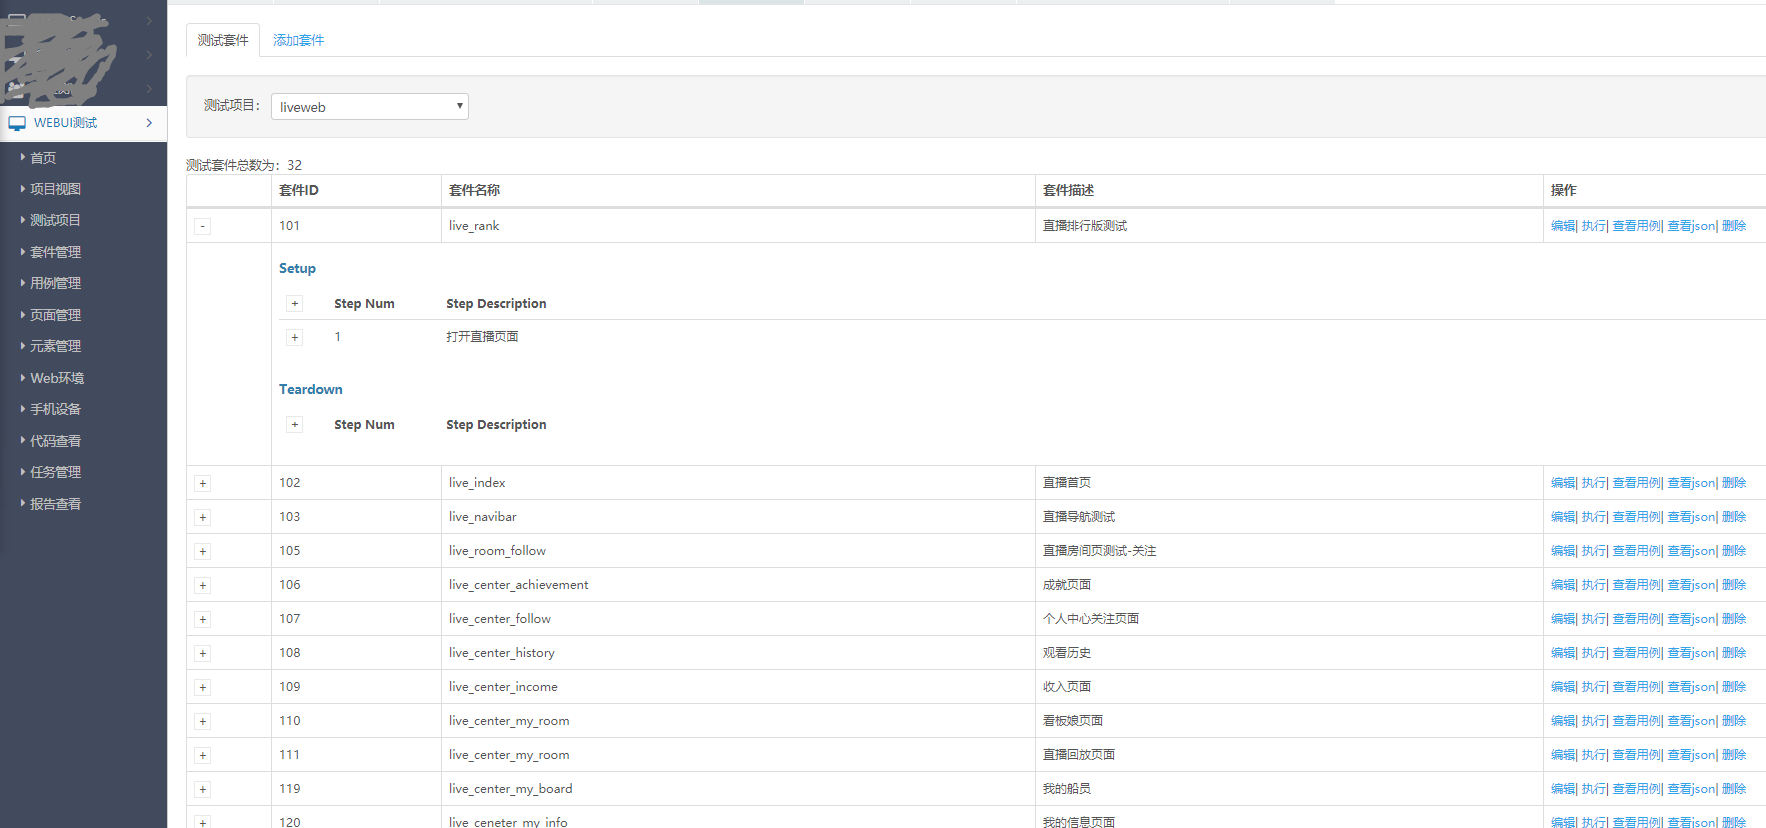 WEBUI测试
首页
项目视图
测试项目
套件管理
用例管理
页面管理
元素管理
Web环境
手机设备
代码查看
任务管理
报告查看
测试套件 添加套件
测试项目： liveweb
测试套件总数为：32
套件ID 套件名称 套件描述 操作
- 101 live_rank 直播排行版测试 编辑| 执行| 查看用例| 查看json| 删除
Setup
+ Step Num Step Description
+ 1 打开直播页面
Teardown
+ Step Num Step Description
+ 102 live_index 直播首页 编辑| 执行| 查看用例| 查看json| 删除
+ 103 live_navibar 直播导航测试 编辑| 执行| 查看用例| 查看json| 删除
+ 105 live_room_follow 直播房间页测试-关注 编辑| 执行| 查看用例| 查看json| 删除
+ 106 live_center_achievement 成就页面 编辑| 执行| 查看用例| 查看json| 删除
+ 107 live_center_follow 个人中心关注页面 编辑| 执行| 查看用例| 查看json| 删除
+ 108 live_center_history 观看历史 编辑| 执行| 查看用例| 查看json| 删除
+ 109 live_center_income 收入页面 编辑| 执行| 查看用例| 查看json| 删除
+ 110 live_center_my_room 看板娘页面 编辑| 执行| 查看用例| 查看json| 删除
+ 111 live_center_my_room 直播回放页面 编辑| 执行| 查看用例| 查看json| 删除
+ 119 live_center_my_board 我的船员 编辑| 执行| 查看用例| 查看json| 删除
+ 120 live_ceneter_my_info 我的信息页面 编辑| 执行| 查看用例| 查看json| 删除